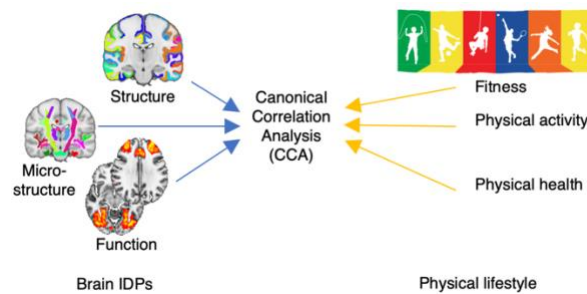 Structure
Micro-
structure
Function
Brain IDPs
Canonical
Correlation
Analysis
(CCA)
Fitness
Physical activity
Physical health
Physical lifestyle